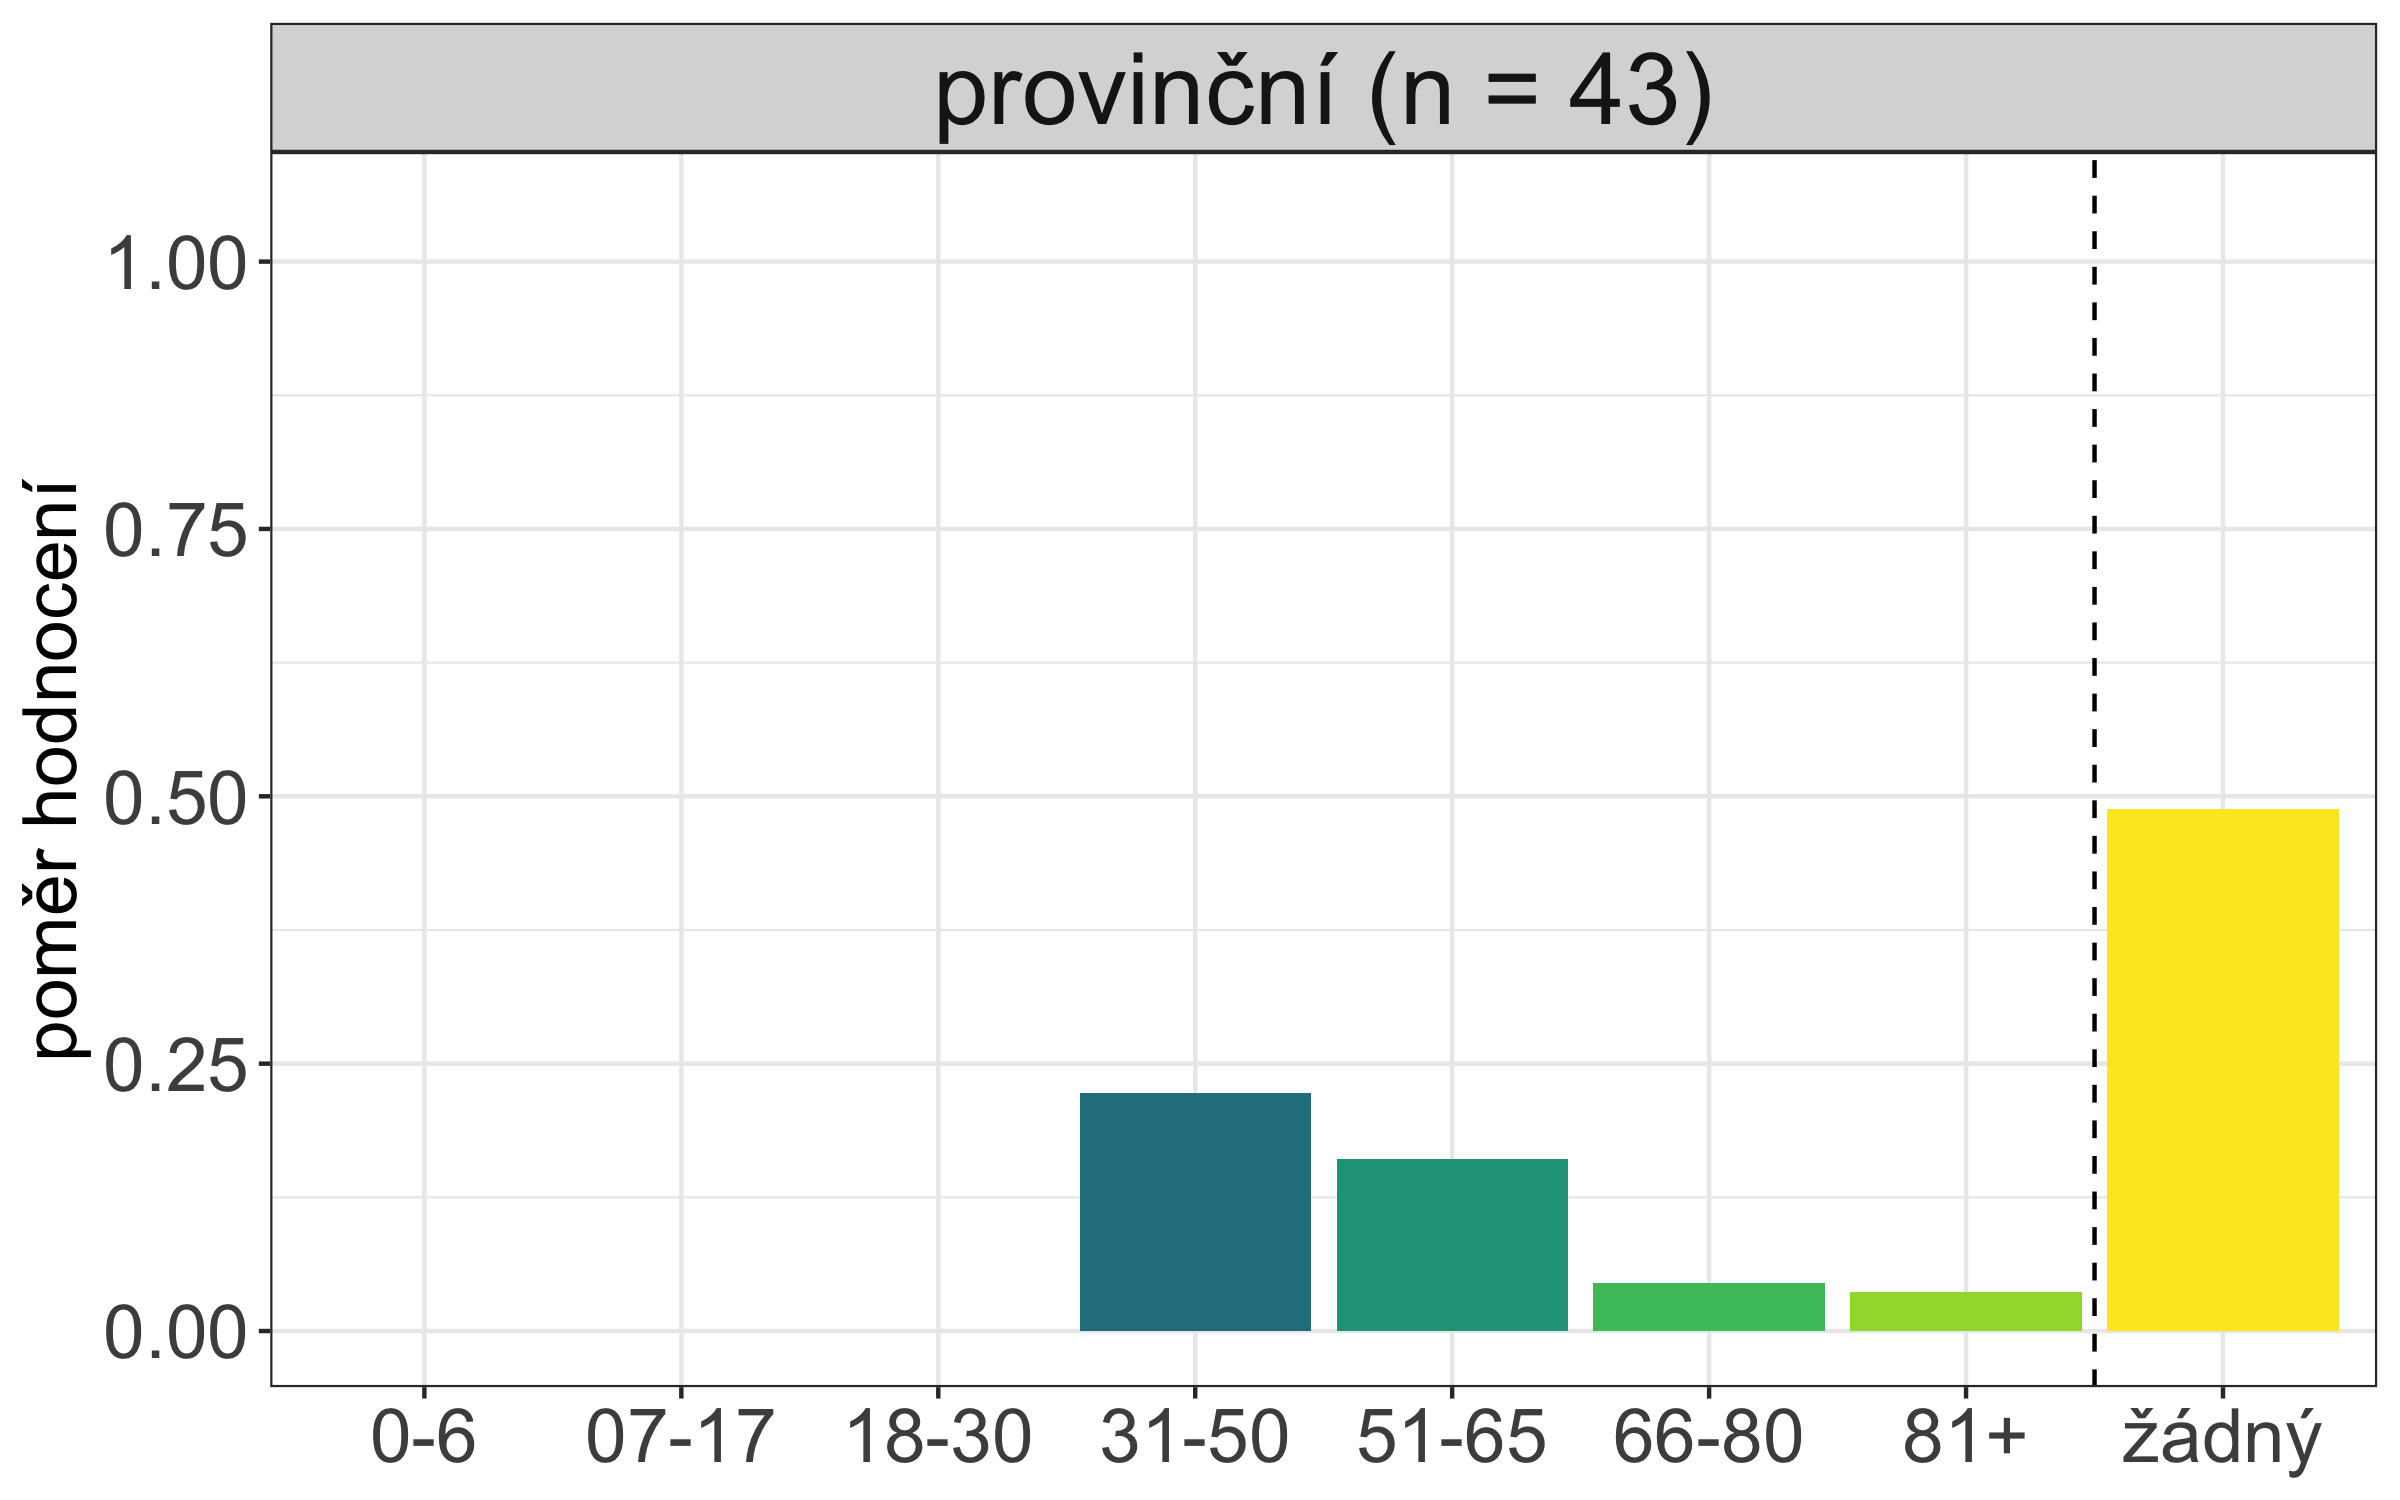 provinční (n = 43)
poměr hodnocení
1.00
0.75
0.50
0.25
0.00
0-6 07-17 18-30 31-50 51-65 66-80 81+ žádný